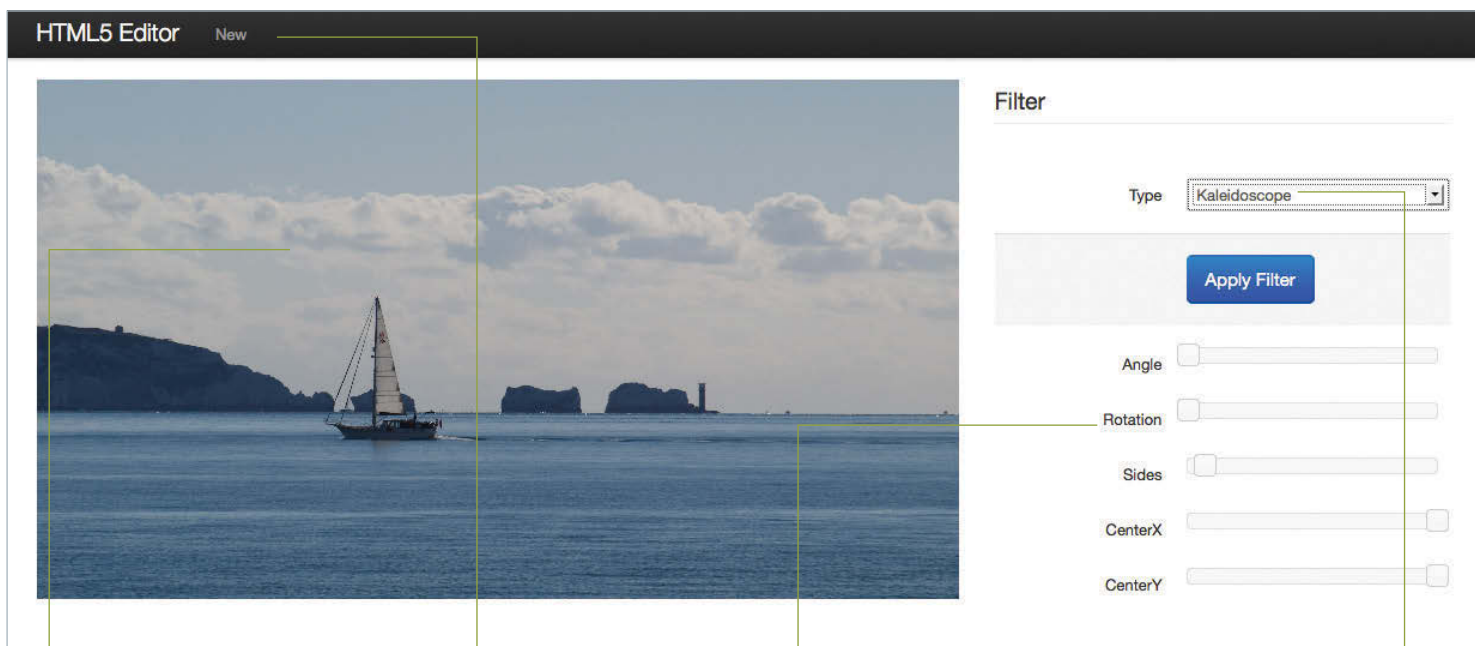 HTML5 Editor New
Filter
Type Kaleidoscope
Apply Filter
Angle
Rotation
Sides
CenterX
CenterY